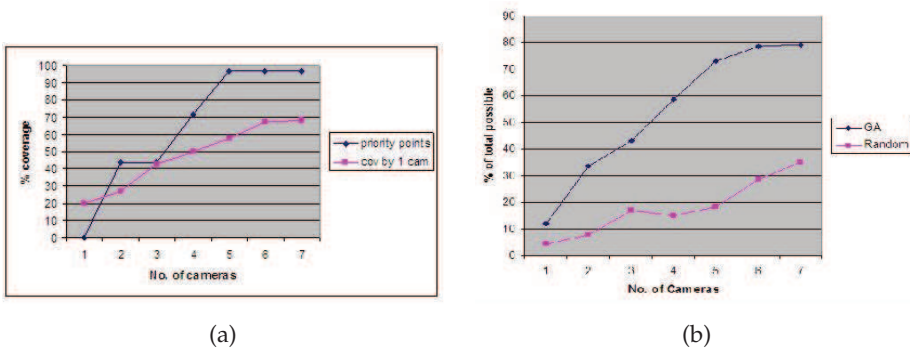 100
90
80
70
60
50
40
30
20
10
0
% coverage
1 2 3 4 5 6 7
No. of cameras
priority points
cov by 1 cam
(a)
90
80
70
60
50
40
30
20
10
0
% of total possible
1 2 3 4 5 6 7
No. of Cameras
GA
Random
(b)